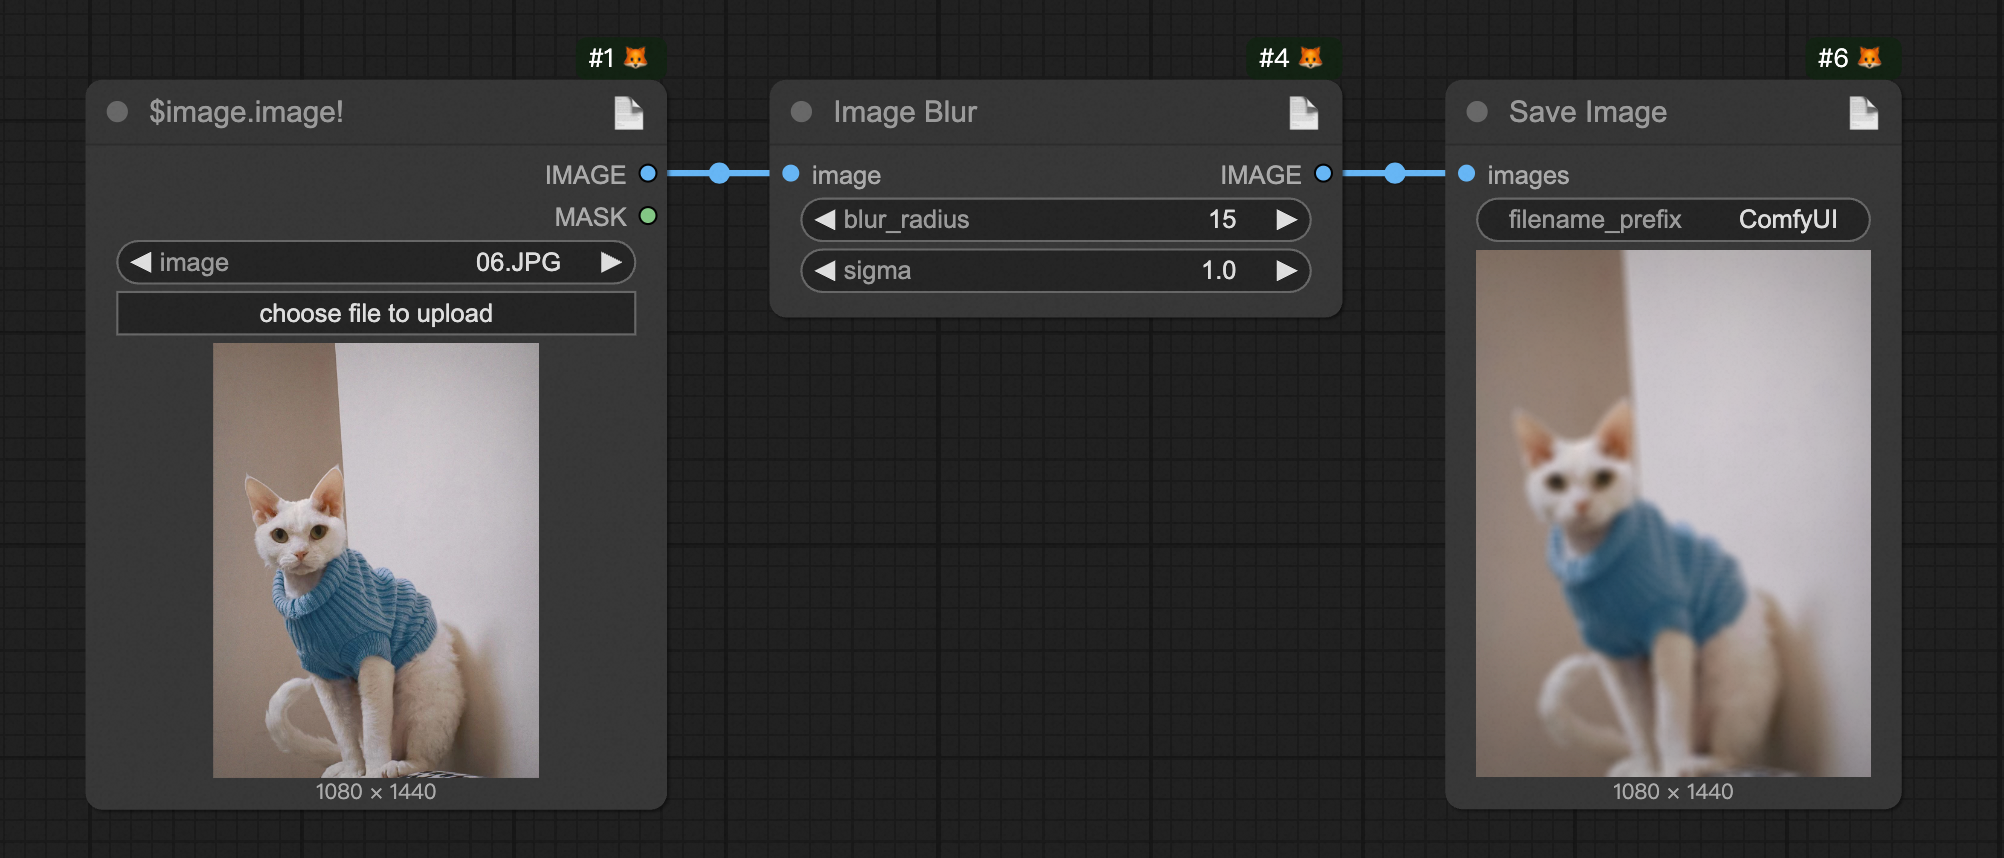 #1 🦊
$image.image!
IMAGE
MASK
image 06.JPG
choose file to upload
1080 × 1440
#4 🦊
Image Blur
image IMAGE
blur_radius 15
sigma 1.0
#6 🦊
Save Image
images
filename_prefix ComfyUI
1080 × 1440